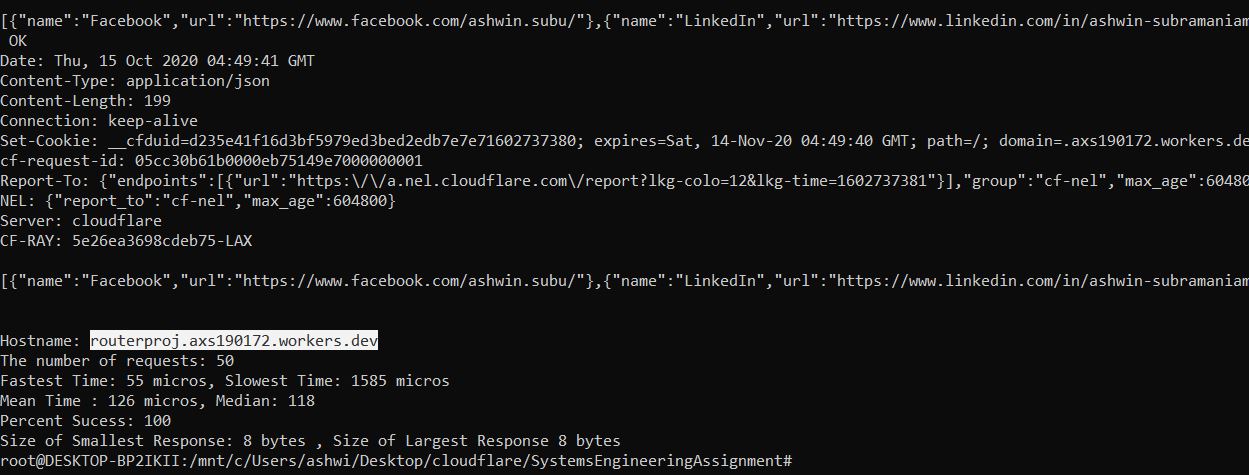 [{"name":"Facebook","url":"https://www.facebook.com/ashwin.subu/"},{"name":"LinkedIn","url":"https://www.linkedin.com/in/ashwin-subramaniam
 OK
Date: Thu, 15 Oct 2020 04:49:41 GMT
Content-Type: application/json
Content-Length: 199
Connection: keep-alive
Set-Cookie: __cfduid=d235e41f16d3bf5979ed3bed2edb7e7e71602737380; expires=Sat, 14-Nov-20 04:49:40 GMT; path=/; domain=.axs190172.workers.de
cf-request-id: 05cc30b61b0000eb75149e7000000001
Report-To: {"endpoints":[{"url":"https:\/\/a.nel.cloudflare.com\/report?lkg-colo=12&lkg-time=1602737381"}],"group":"cf-nel","max_age":604800
NEL: {"report_to":"cf-nel","max_age":604800}
Server: cloudflare
CF-RAY: 5e26ea3698cdeb75-LAX
[{"name":"Facebook","url":"https://www.facebook.com/ashwin.subu/"},{"name":"LinkedIn","url":"https://www.linkedin.com/in/ashwin-subramaniam
Hostname: routerproj.axs190172.workers.dev
The number of requests: 50
Fastest Time: 55 micros, Slowest Time: 1585 micros
Mean Time : 126 micros, Median: 118
Percent Sucess: 100
Size of Smallest Response: 8 bytes , Size of Largest Response 8 bytes
root@DESKTOP-BP2IKII:/mnt/c/Users/ashwi/Desktop/cloudflare/SystemsEngineeringAssignment#